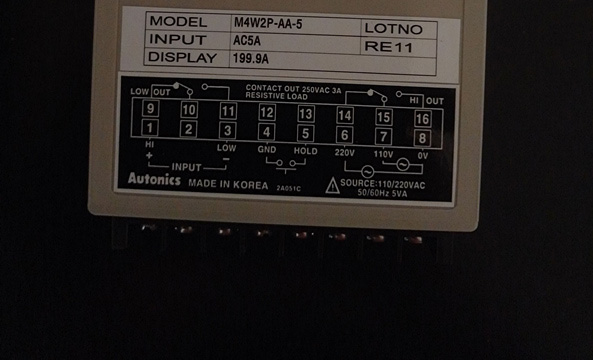 MODEL M4W2P-AA-5 LOTNO
INPUT AC5A RE11
DISPLAY 199.9A
LOW OUT CONTACT OUT 250VAC 3A HI OUT
RESISTIVE LOAD
9 10 11 12 13 14 15 16
1 2 3 4 5 6 7 8
HI LOW GND HOLD 220V 110V 0V
+ INPUT -
Autonics MADE IN KOREA 2A051C SOURCE:110/220VAC
50/60Hz 5VA